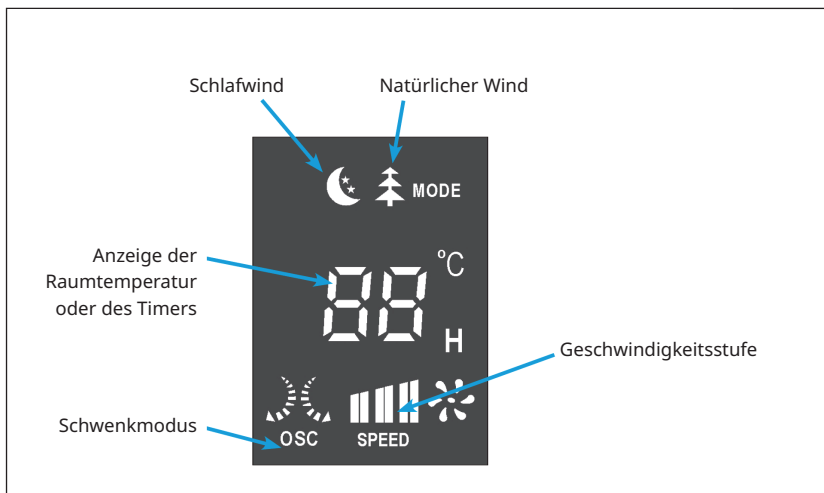 Schlafwind
Natürlicher Wind
MODE
Anzeige der
Raumtemperatur
oder des Timers
88
°C
H
Geschwindigkeitsstufe
Schwenkmodus
OSC
SPEED